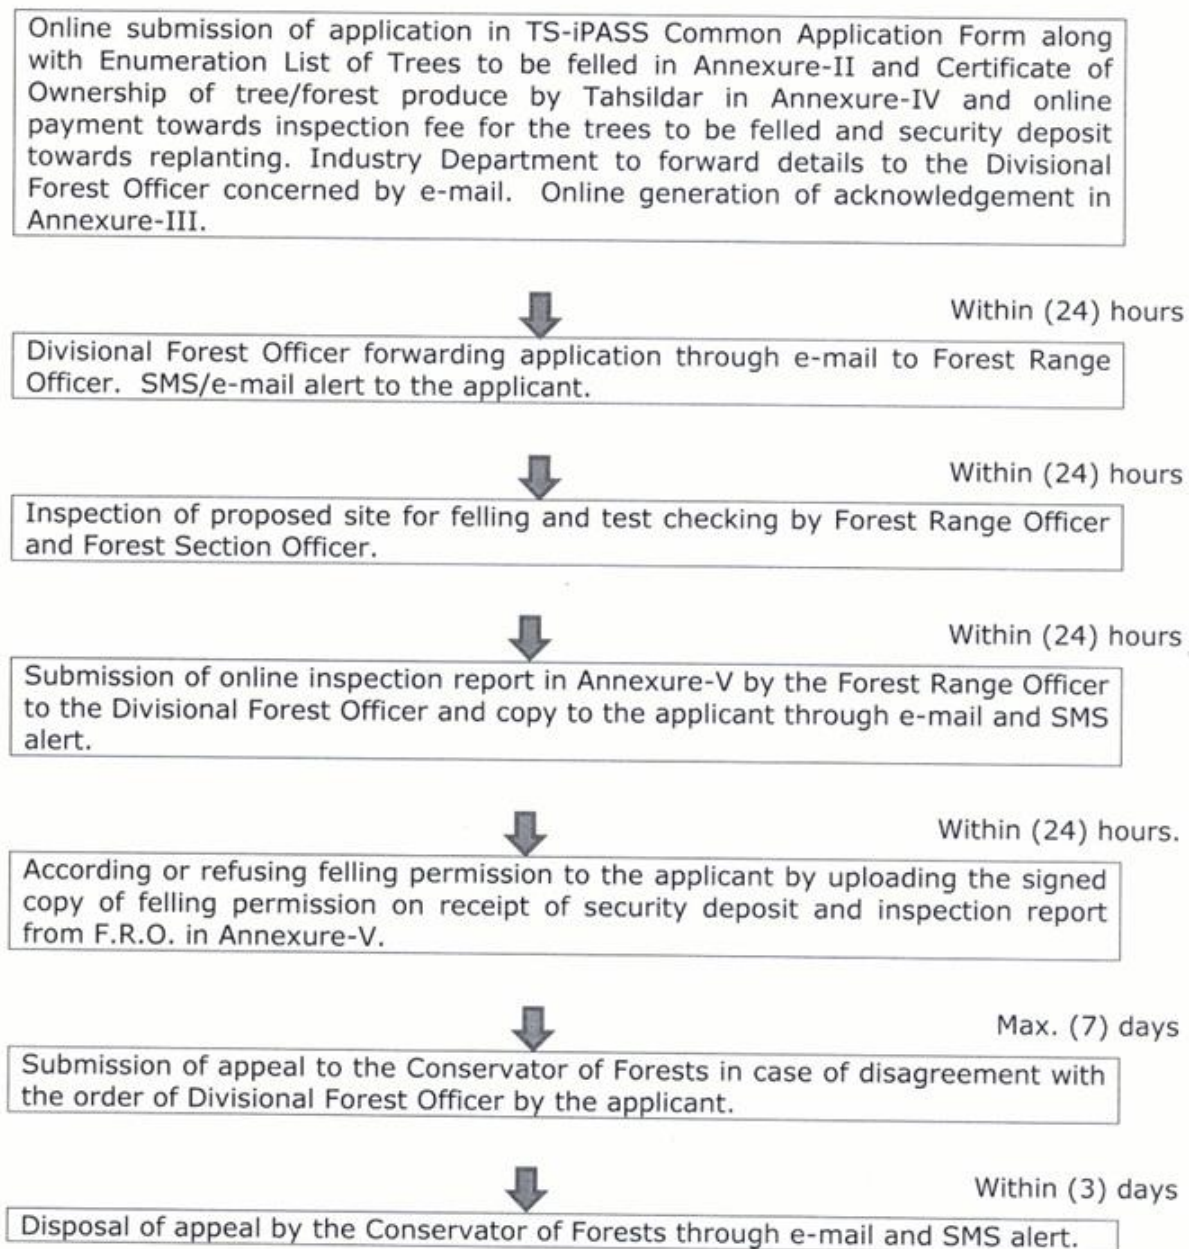 Online submission of application in TS-iPASS Common Application Form along
with Enumeration List of Trees to be felled in Annexure-II and Certificate of
Ownership of tree/forest produce by Tahsildar in Annexure-IV and online
payment towards inspection fee for the trees to be felled and security deposit
towards replanting. Industry Department to forward details to the Divisional
Forest Officer concerned by e-mail. Online generation of acknowledgement in
Annexure-III.
Within (24) hours
Divisional Forest Officer forwarding application through e-mail to Forest Range
Officer. SMS/e-mail alert to the applicant.
Within (24) hours
Inspection of proposed site for felling and test checking by Forest Range Officer
and Forest Section Officer.
Within (24) hours
Submission of online inspection report in Annexure-V by the Forest Range Officer
to the Divisional Forest Officer and copy to the applicant through e-mail and SMS
alert.
Within (24) hours.
According or refusing felling permission to the applicant by uploading the signed
copy of felling permission on receipt of security deposit and inspection report
from F.R.O. in Annexure-V.
Max. (7) days
Submission of appeal to the Conservator of Forests in case of disagreement with
the order of Divisional Forest Officer by the applicant.
Within (3) days
Disposal of appeal by the Conservator of Forests through e-mail and SMS alert.